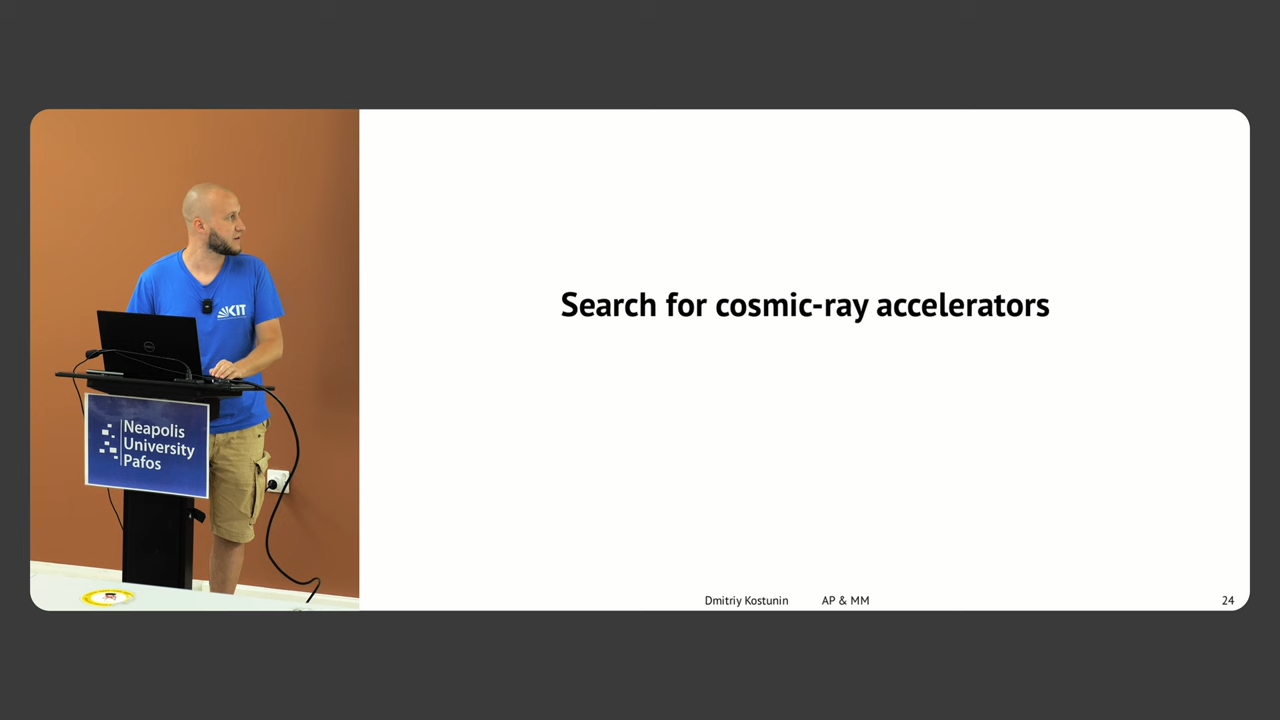 Search for cosmic-ray accelerators
KIT
Neapolis
University
Pafos
Dmitriy Kostunin AP & MM 24